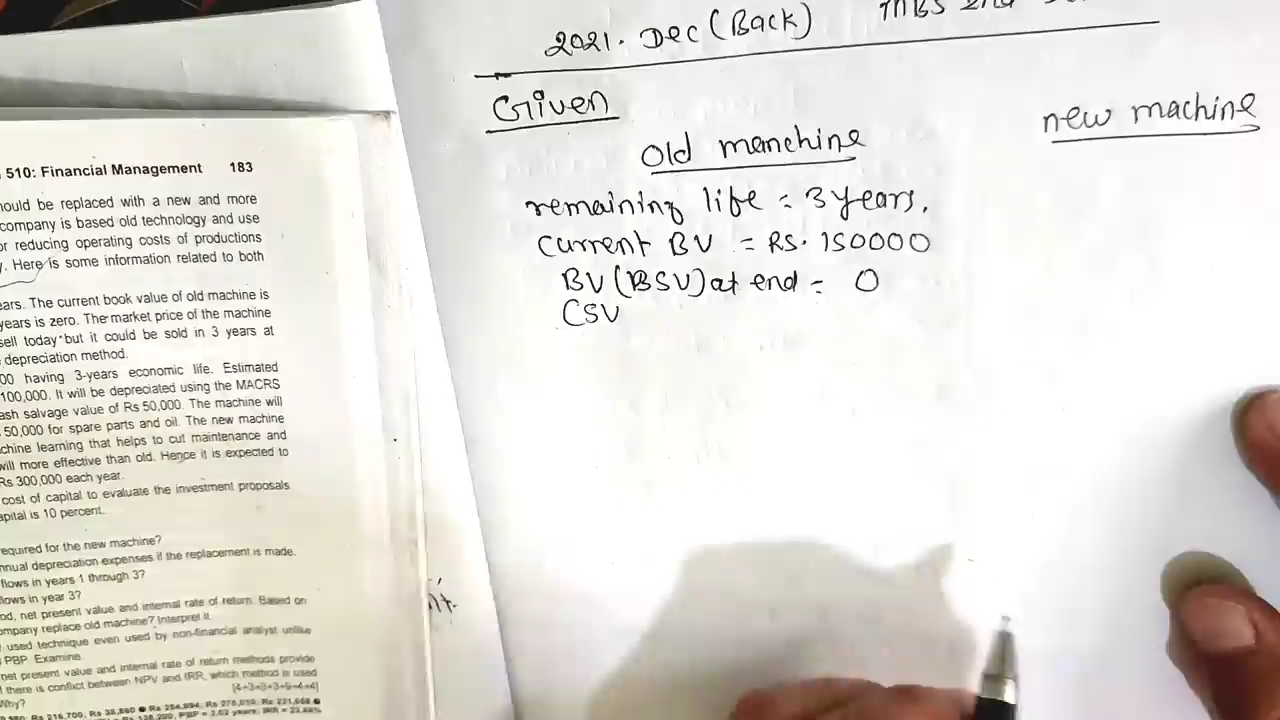 2021. Dec (Back)
Given
Old menchine
new machine
remaining life = 3 years.
Current BV = RS. 150000
BV (BSV) at end = 0
CSV
510: Financial Management 183
hould be replaced with a new and more
company is based old technology and use
or reducing operating costs of productions
. Here is some information related to both
ears. The current book value of old machine is
years is zero. The market price of the machine
sell today but it could be sold in 3 years at
depreciation method.
00 having 3-years economic life. Estimated
100,000. It will be depreciated using the MACRS
ash salvage value of Rs 50,000. The machine will
50,000 for spare parts and oil. The new machine
chine learning that helps to cut maintenance and
will more effective than old. Hence it is expected to
Rs 300,000 each year.
cost of capital to evaluate the investment proposals
apital is 10 percent.
equired for the new machine?
nnual depreciation expenses if the replacement is made.
flows in years 1 through 3?
lows in year 3?
od, net present value and internal rate of return. Based on
ompany replace old machine? Interpret it.
used technique even used by non-financial analyst unlike
PBP. Examine.
net present value and internal rate of return methods provide
f there is conflict between NPV and IRR, which method is used
Why?
[4+3+3+3+9+4+4]